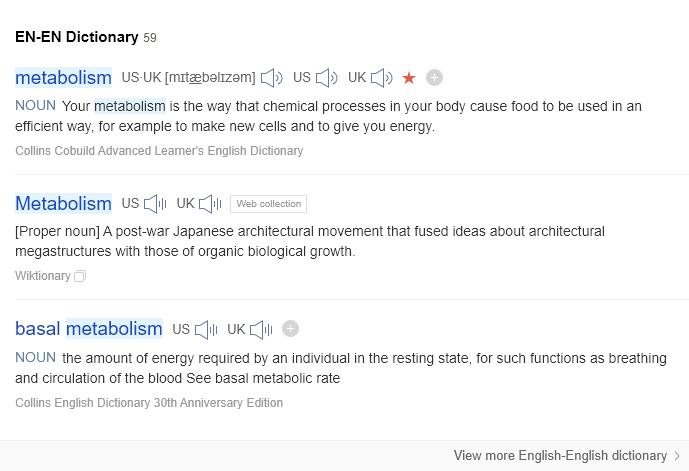 EN-EN Dictionary 59
metabolism US·UK [mɪtæbəlɪzəm] US UK
NOUN Your metabolism is the way that chemical processes in your body cause food to be used in an
efficient way, for example to make new cells and to give you energy.
Collins Cobuild Advanced Learner's English Dictionary
Metabolism US UK Web collection
[Proper noun] A post-war Japanese architectural movement that fused ideas about architectural
megastructures with those of organic biological growth.
Wiktionary
basal metabolism US UK
NOUN the amount of energy required by an individual in the resting state, for such functions as breathing
and circulation of the blood See basal metabolic rate
Collins English Dictionary 30th Anniversary Edition
View more English-English dictionary